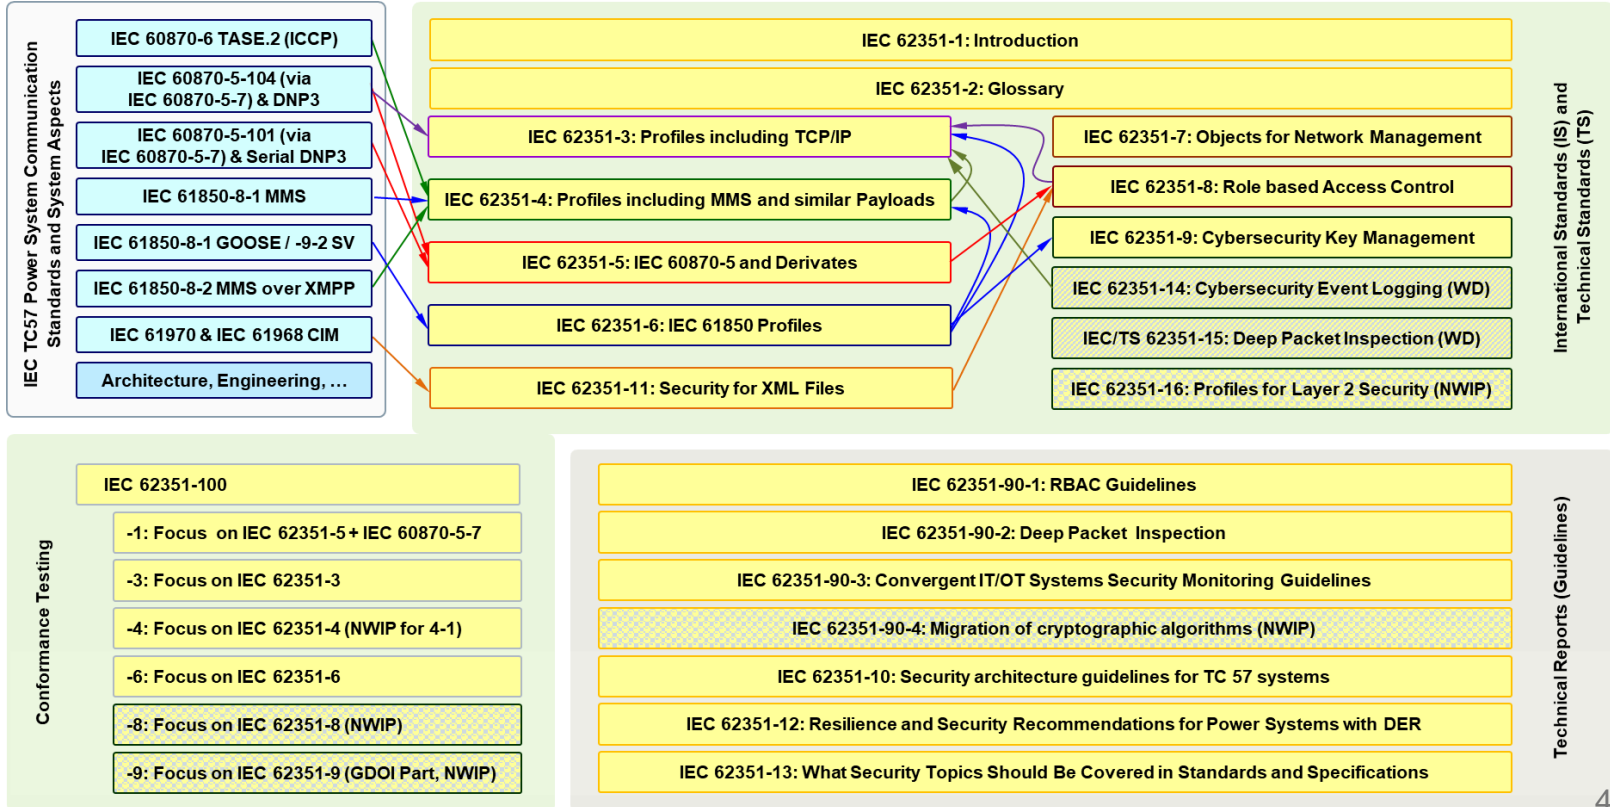 IEC TC57 Power System Communication
Standards and System Aspects
IEC 60870-6 TASE.2 (ICCP)
IEC 60870-5-104 (via
IEC 60870-5-7) & DNP3
IEC 60870-5-101 (via
IEC 60870-5-7) & Serial DNP3
IEC 61850-8-1 MMS
IEC 61850-8-1 GOOSE / -9-2 SV
IEC 61850-8-2 MMS over XMPP
IEC 61970 & IEC 61968 CIM
Architecture, Engineering, …
IEC 62351-1: Introduction
IEC 62351-2: Glossary
IEC 62351-3: Profiles including TCP/IP
IEC 62351-4: Profiles including MMS and similar Payloads
IEC 62351-5: IEC 60870-5 and Derivates
IEC 62351-6: IEC 61850 Profiles
IEC 62351-11: Security for XML Files
IEC 62351-7: Objects for Network Management
IEC 62351-8: Role based Access Control
IEC 62351-9: Cybersecurity Key Management
IEC 62351-14: Cybersecurity Event Logging (WD)
IEC/TS 62351-15: Deep Packet Inspection (WD)
IEC 62351-16: Profiles for Layer 2 Security (NWIP)
International Standards (IS) and
Technical Standards (TS)
Conformance Testing
IEC 62351-100
-1: Focus on IEC 62351-5 + IEC 60870-5-7
-3: Focus on IEC 62351-3
-4: Focus on IEC 62351-4 (NWIP for 4-1)
-6: Focus on IEC 62351-6
-8: Focus on IEC 62351-8 (NWIP)
-9: Focus on IEC 62351-9 (GDOI Part, NWIP)
IEC 62351-90-1: RBAC Guidelines
IEC 62351-90-2: Deep Packet Inspection
IEC 62351-90-3: Convergent IT/OT Systems Security Monitoring Guidelines
IEC 62351-90-4: Migration of cryptographic algorithms (NWIP)
IEC 62351-10: Security architecture guidelines for TC 57 systems
IEC 62351-12: Resilience and Security Recommendations for Power Systems with DER
IEC 62351-13: What Security Topics Should Be Covered in Standards and Specifications
Technical Reports (Guidelines)
4